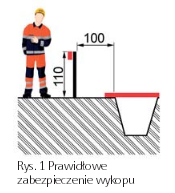 100
110
Rys. 1 Prawidłowe
zabezpieczenie wykopu